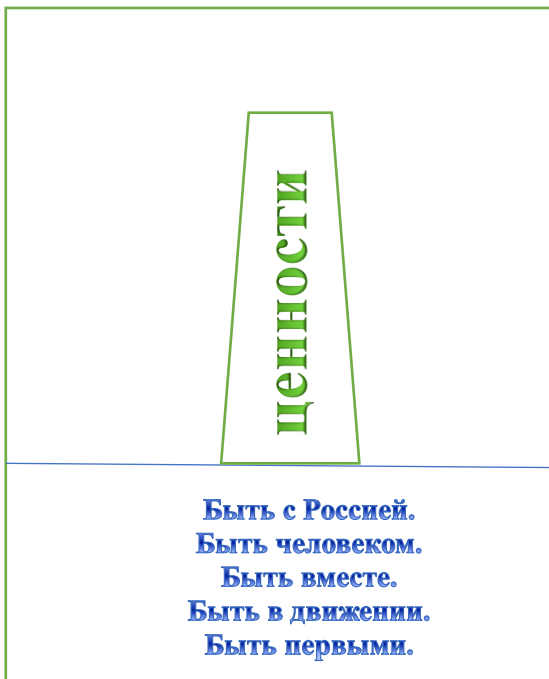 ценности
Быть с Россией.
Быть человеком.
Быть вместе.
Быть в движении.
Быть первыми.